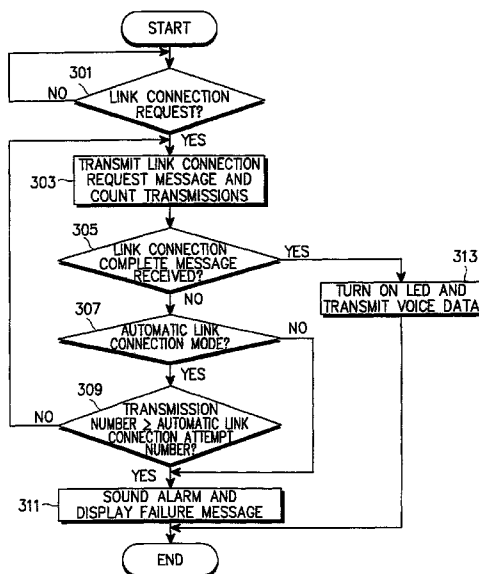 START
301
NO
LINK CONNECTION
REQUEST?
YES
TRANSMIT LINK CONNECTION
REQUEST MESSAGE AND
COUNT TRANSMISSIONS
303
305
LINK CONNECTION
COMPLETE MESSAGE
RECEIVED?
YES
313
TURN ON LED AND
TRANSMIT VOICE DATA
NO
307
AUTOMATIC LINK
CONNECTION MODE?
NO
YES
309
NO
TRANSMISSION
NUMBER ≥ AUTOMATIC LINK
CONNECTION ATTEMPT
NUMBER?
YES
311
SOUND ALARM AND
DISPLAY FAILURE MESSAGE
END